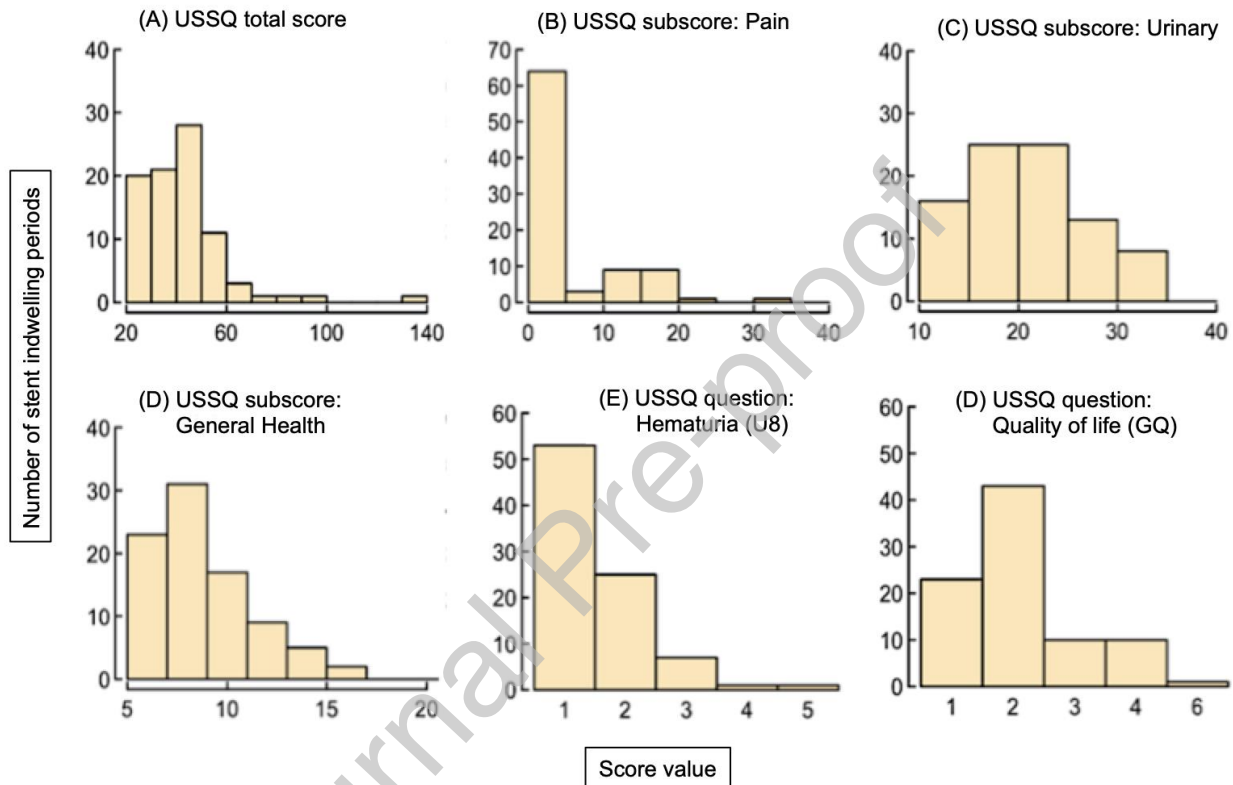 (A) USSQ total score
(B) USSQ subscore: Pain
(C) USSQ subscore: Urinary
40
30
20
10
0
20 60 100 140
70
60
50
40
30
20
10
0
0 10 20 30 40
40
30
20
10
0
10 20 30 40
Number of stent indwelling periods
(D) USSQ subscore:
General Health
(E) USSQ question:
Hematuria (U8)
(D) USSQ question:
Quality of life (GQ)
40
30
20
10
0
5 10 15 20
60
50
40
30
20
10
0
1 2 3 4 5
60
50
40
30
20
10
0
1 2 3 4 6
Score value
urnal Pre-proof